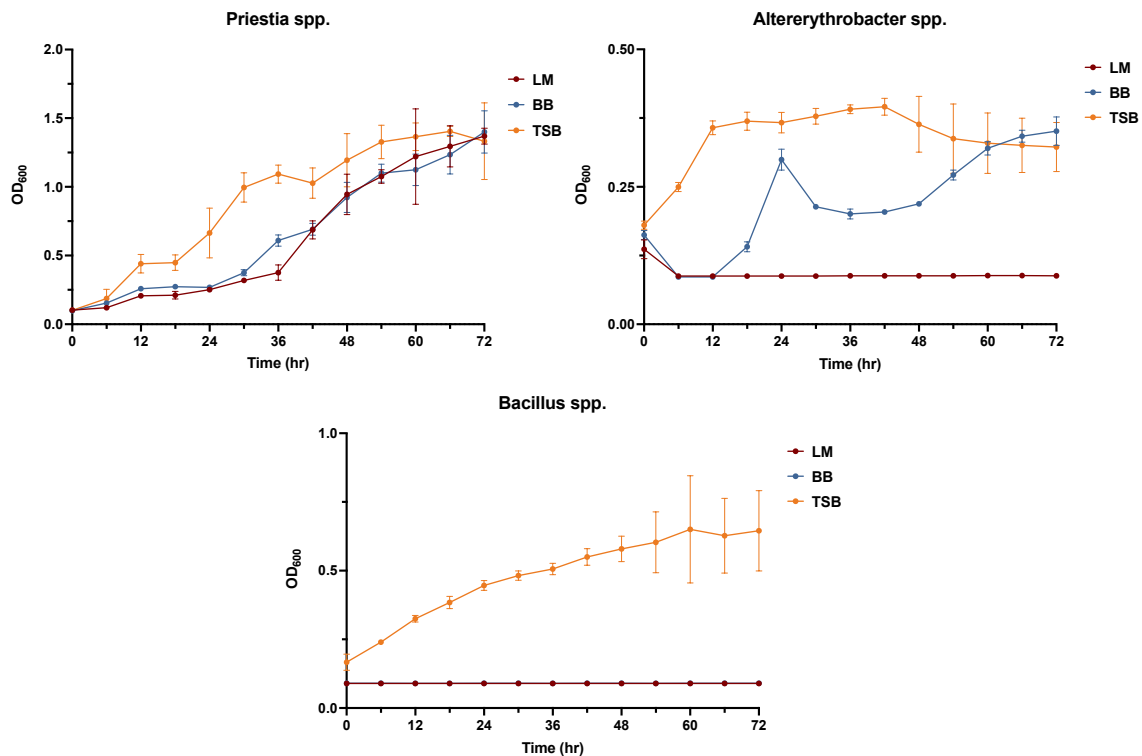 Priestia spp.
2.0
1.5
1.0
0.5
0.0
OD600
0 12 24 36 48 60 72
Time (hr)
LM
BB
TSB
Altererythrobacter spp.
0.50
0.25
0.00
OD600
0 12 24 36 48 60 72
Time (hr)
LM
BB
TSB
Bacillus spp.
1.0
0.5
0.0
OD600
0 12 24 36 48 60 72
Time (hr)
LM
BB
TSB